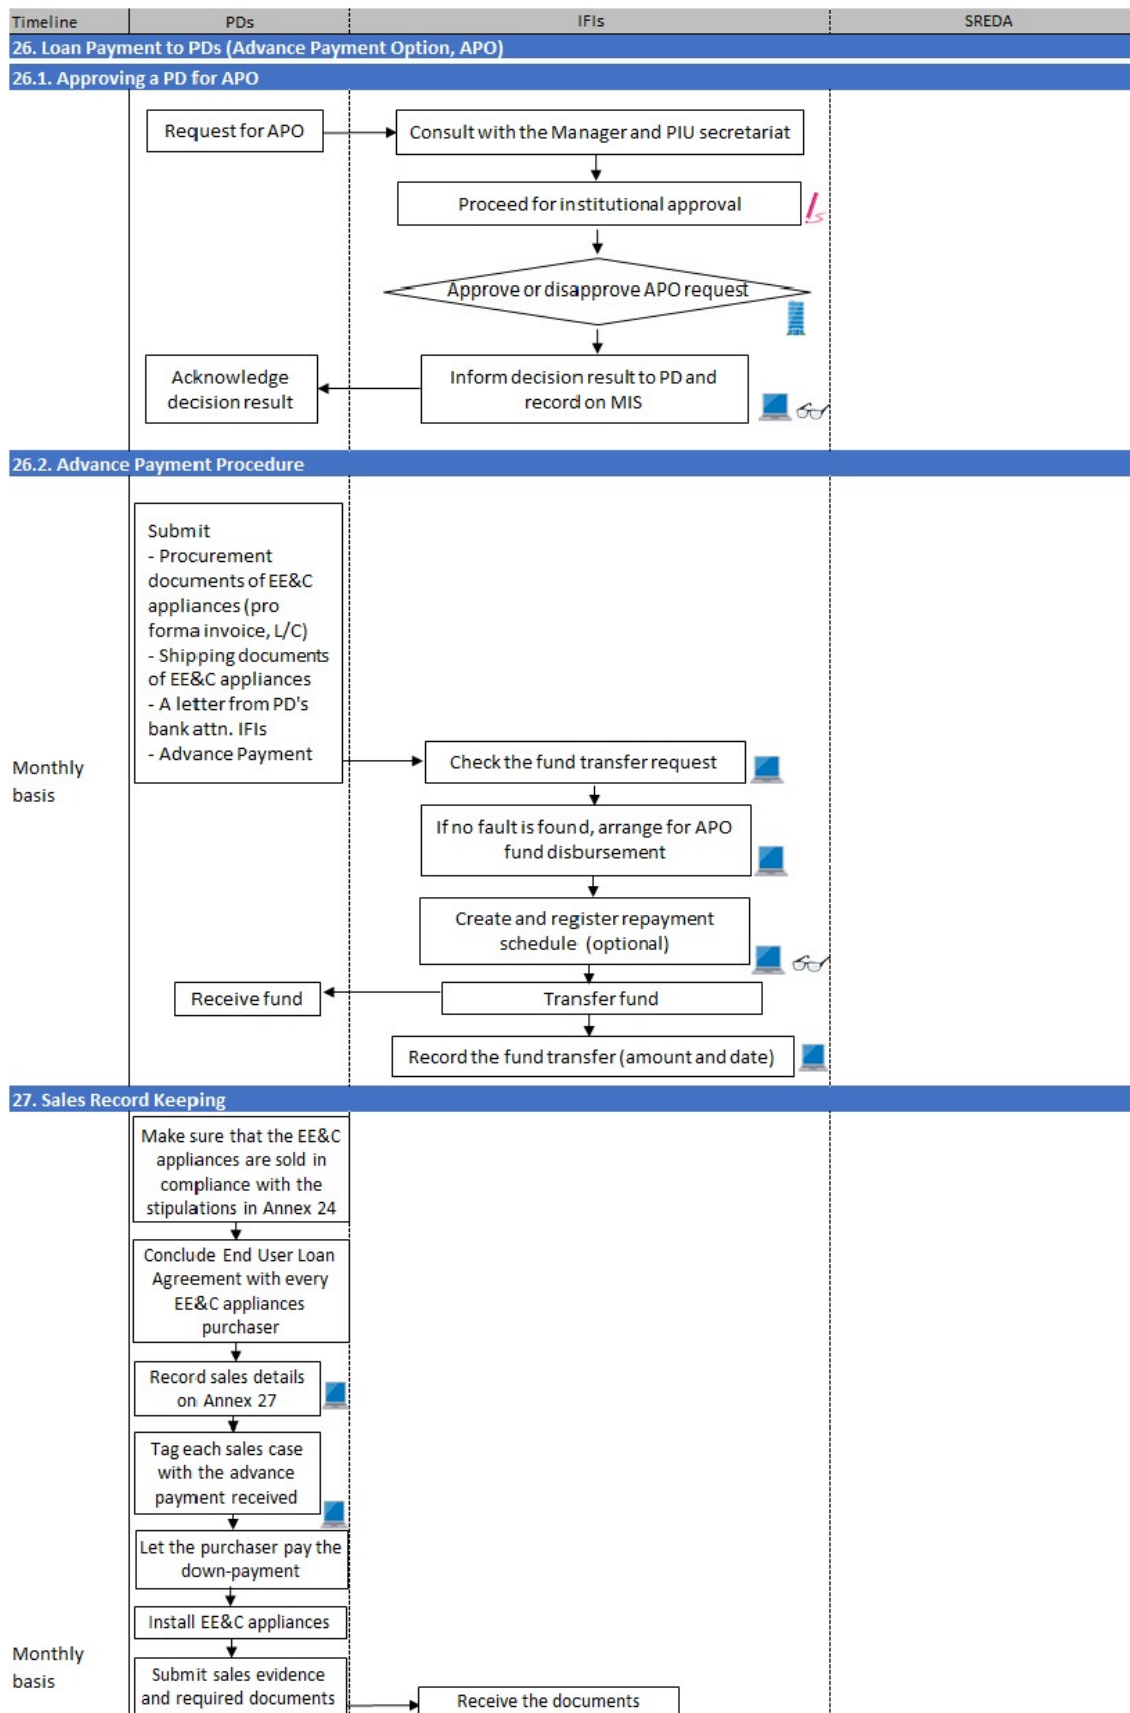 Timeline PDs IFIs SREDA
26. Loan Payment to PDs (Advance Payment Option, APO)
26.1. Approving a PD for APO
Request for APO
Consult with the Manager and PIU secretariat
Proceed for institutional approval
Approve or disapprove APO request
Acknowledge
decision result
Inform decision result to PD and
record on MIS
26.2. Advance Payment Procedure
Monthly
basis
Submit
- Procurement
documents of EE&C
appliances (pro
forma invoice, L/C)
- Shipping documents
of EE&C appliances
- A letter from PD's
bank attn. IFIs
- Advance Payment
Check the fund transfer request
If no fault is found, arrange for APO
fund disbursement
Create and register repayment
schedule (optional)
Receive fund
Transfer fund
Record the fund transfer (amount and date)
27. Sales Record Keeping
Make sure that the EE&C
appliances are sold in
compliance with the
stipulations in Annex 24
Conclude End User Loan
Agreement with every
EE&C appliances
purchaser
Record sales details
on Annex 27
Tag each sales case
with the advance
payment received
Let the purchaser pay the
down-payment
Install EE&C appliances
Monthly
basis
Submit sales evidence
and required documents
Receive the documents